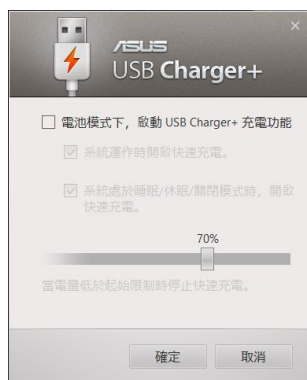 ASUS
USB Charger+
電池模式下，啟動 USB Charger+ 充電功能
系統運作時開啟快速充電。
系統處於睡眠/休眠/關閉模式時，開啟
快速充電。
70%
當電量低於起始限制時停止快速充電。
確定
取消